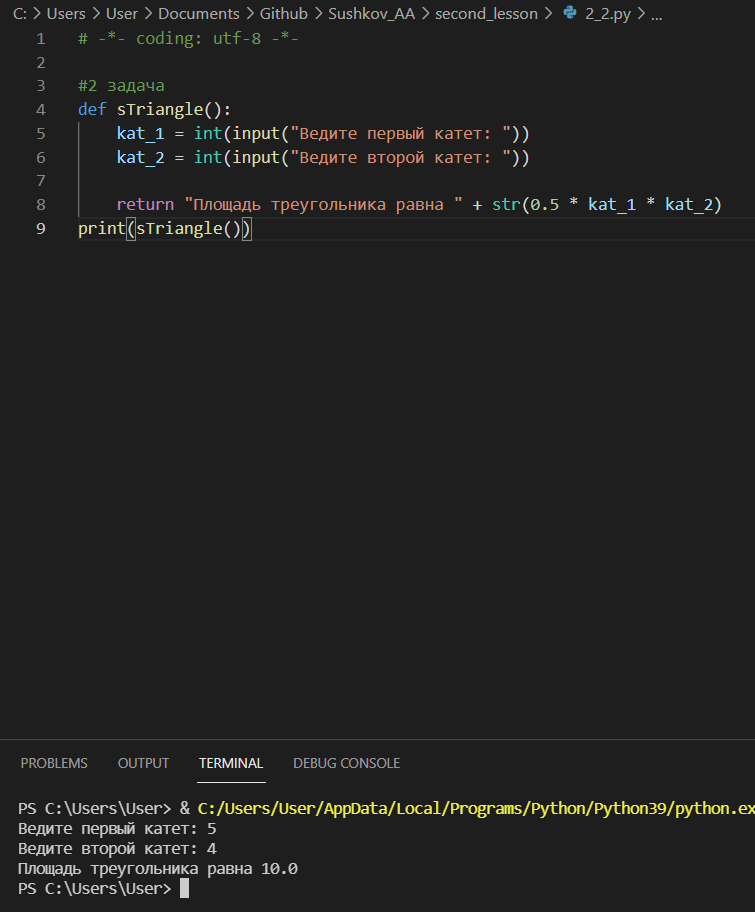 C: > Users > User > Documents > Github > Sushkov_AA > second_lesson > 2_2.py > ...
1 # -*- coding: utf-8 -*-
2
3 #2 задача
4 def sTriangle():
5 kat_1 = int(input("Ведите первый катет: "))
6 kat_2 = int(input("Ведите второй катет: "))
7
8 return "Площадь треугольника равна " + str(0.5 * kat_1 * kat_2)
9 print(sTriangle())
PROBLEMS OUTPUT TERMINAL DEBUG CONSOLE
PS C:\Users\User> & C:/Users/User/AppData/Local/Programs/Python/Python39/python.ex
Ведите первый катет: 5
Ведите второй катет: 4
Площадь треугольника равна 10.0
PS C:\Users\User>